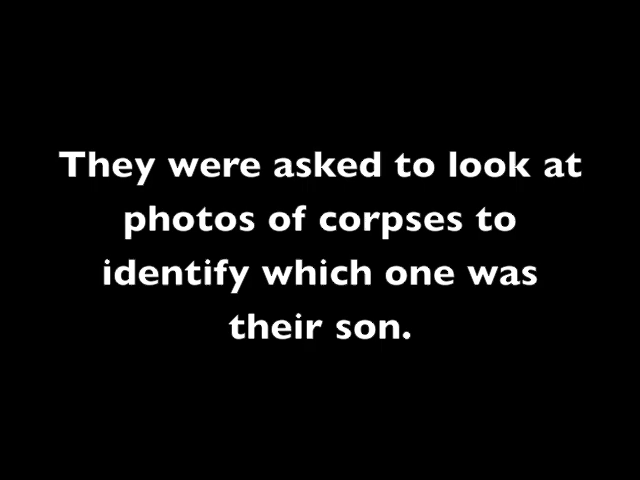 They were asked to look at
photos of corpses to
identify which one was
their son.